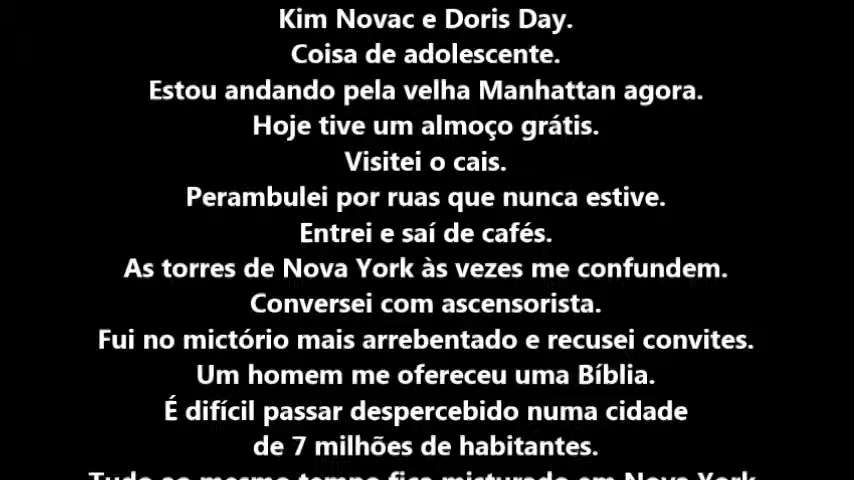 Kim Novac e Doris Day.
Coisa de adolescente.
Estou andando pela velha Manhattan agora.
Hoje tive um almoço grátis.
Visitei o cais.
Perambulei por ruas que nunca estive.
Entrei e saí de cafés.
As torres de Nova York às vezes me confundem.
Conversei com ascensorista.
Fui no mictório mais arrebentado e recusei convites.
Um homem me ofereceu uma Bíblia.
É difícil passar despercebido numa cidade
de 7 milhões de habitantes.
Tudo ao mesmo tempo fica misturado em Nova York